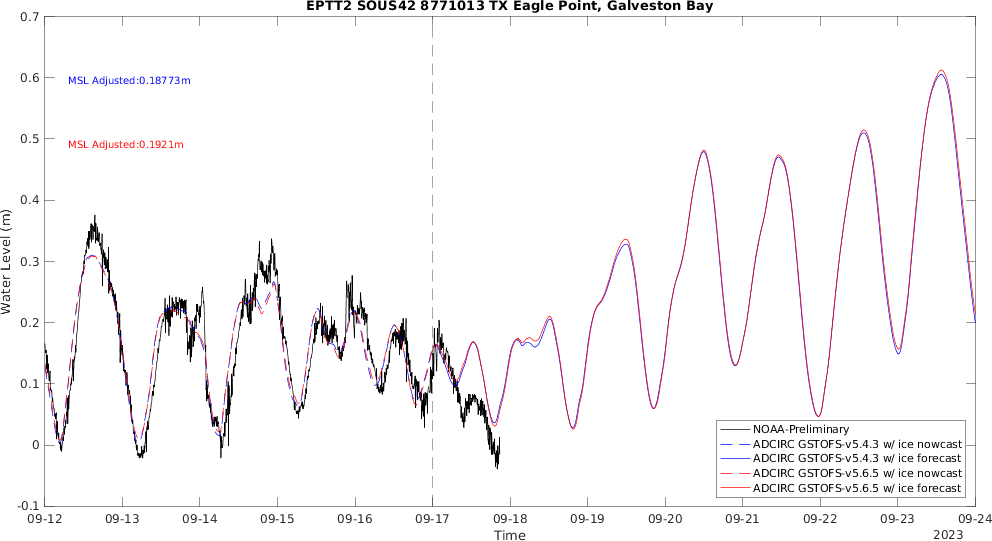 EPTT2 SOUS42 8771013 TX Eagle Point, Galveston Bay
0.7
0.6
0.5
0.4
0.3
0.2
0.1
0
-0.1
Water Level (m)
MSL Adjusted:0.18773m
MSL Adjusted:0.1921m
NOAA-Preliminary
ADCIRC GSTOFS-v5.4.3 w/ ice nowcast
ADCIRC GSTOFS-v5.4.3 w/ ice forecast
ADCIRC GSTOFS-v5.6.5 w/ ice nowcast
ADCIRC GSTOFS-v5.6.5 w/ ice forecast
09-12 09-13 09-14 09-15 09-16 09-17 09-18 09-19 09-20 09-21 09-22 09-23 09-24
Time
2023